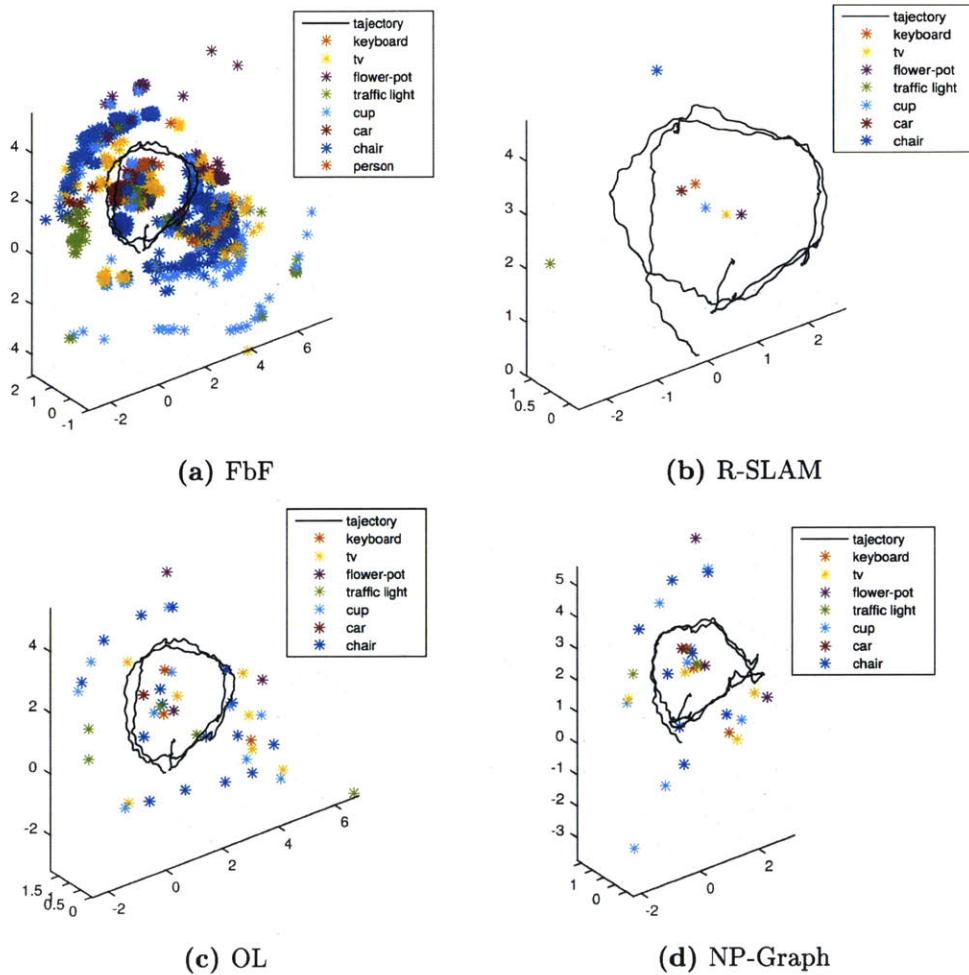 tajectory
keyboard
tv
flower-pot
traffic light
cup
car
chair
person
4
2
0
2
4
2
1
0
-1
-2
0
2
4
6
(a) FbF
tajectory
keyboard
tv
flower-pot
traffic light
cup
car
chair
4
3
2
1
0
1
0.5
0
-2
-1
0
1
2
(b) R-SLAM
tajectory
keyboard
tv
flower-pot
traffic light
cup
car
chair
4
2
0
-2
1.5
1
0.5
0
-2
0
2
4
6
(c) OL
tajectory
keyboard
tv
flower-pot
traffic light
cup
car
chair
5
4
3
2
1
0
-1
-2
-3
1
0
-2
0
2
(d) NP-Graph